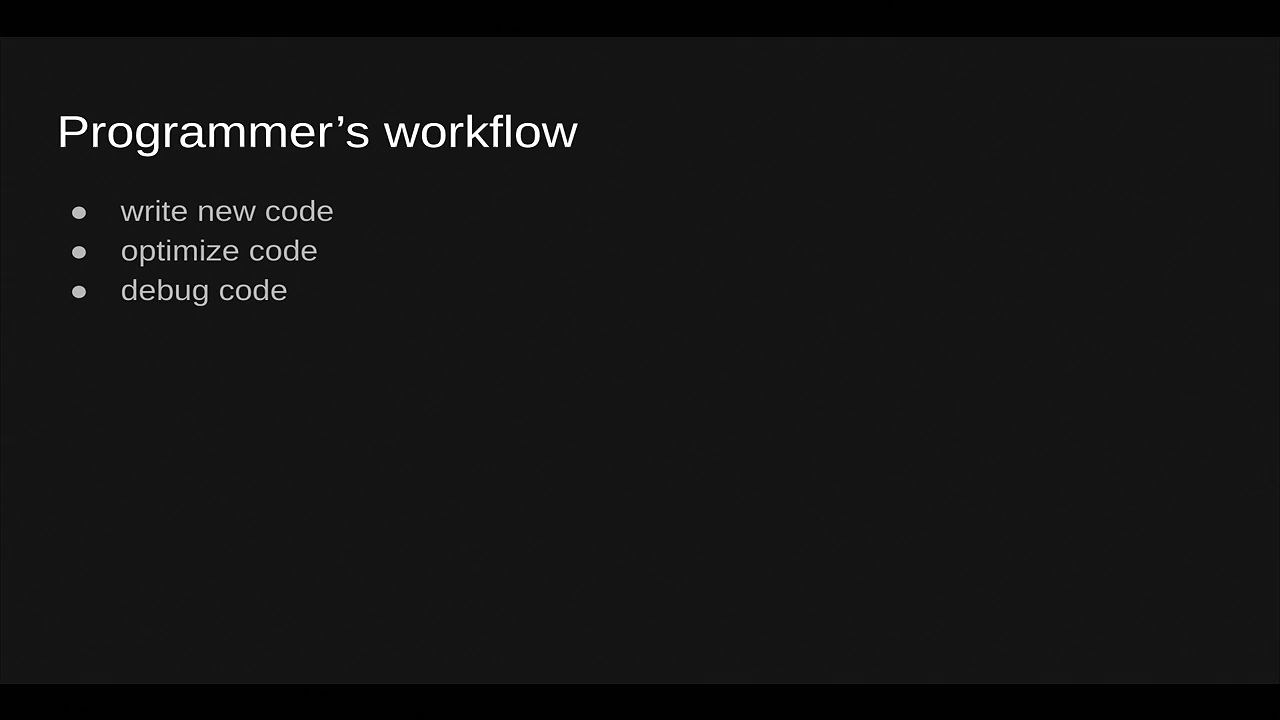 Programmer’s workflow
● write new code
● optimize code
● debug code